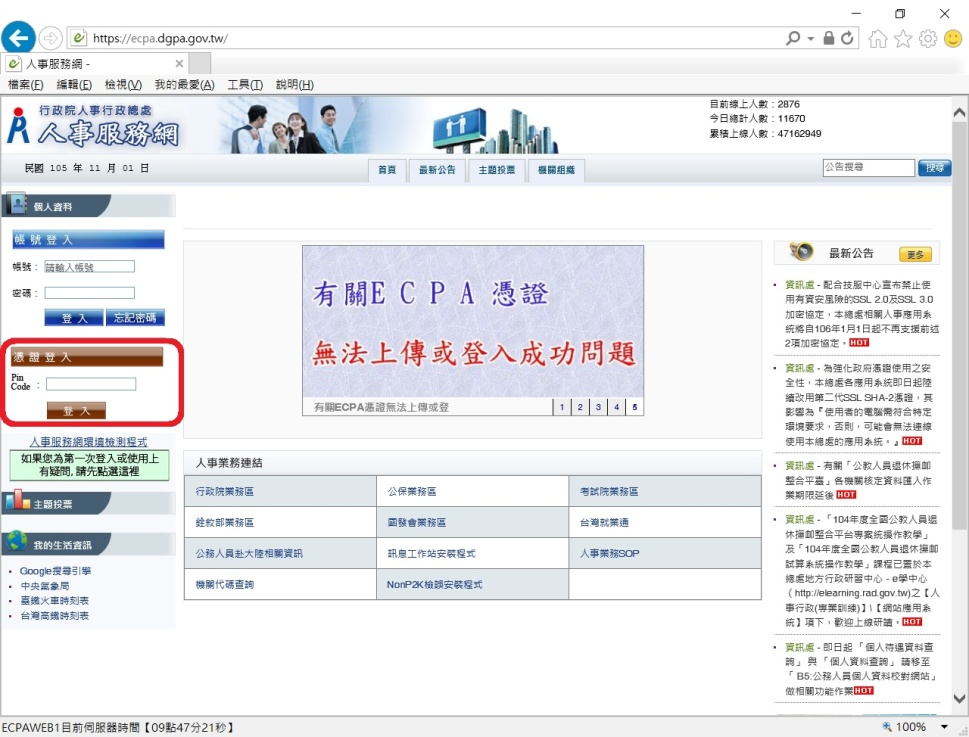 https://ecpa.dgpa.gov.tw/
人事服務網 -
檔案(F) 編輯(E) 檢視(V) 我的最愛(A) 工具(T) 說明(H)
行政院人事行政總處
人事服務網
目前線上人數：2876
今日總計人數：11670
累積上線人數：47162949
民國 105 年 11 月 01 日
首頁 最新公告 主題投票 機關組織
公告搜尋 搜尋
個人資料
帳號登入
帳號： 請輸入帳號
密碼：
登入 忘記密碼
憑證登入
Pin
Code ：
登入
人事服務網環境檢測程式
如果您為第一次登入或使用上
有疑問, 請先點選這裡
主題投票
我的生活資訊
Google搜尋引擎
中央氣象局
臺鐵火車時刻表
台灣高鐵時刻表
有關ECPA憑證
無法上傳或登入成功問題
有關ECPA憑證無法上傳或登 1 2 3 4 5
人事業務連結
行政院業務區 公保業務區 考試院業務區
銓敘部業務區 國發會業務區 台灣就業通
公務人員赴大陸相關資訊 訊息工作站安裝程式 人事業務SOP
機關代碼查詢 NonP2K檢誤安裝程式
最新公告 更多
資訊處 - 配合技服中心宣布禁止使
用有資安風險的SSL 2.0及SSL 3.0
加密協定，本總處相關人事應用系
統將自106年1月1日起不再支援前述
2項加密協定。HOT
資訊處 - 為強化政府憑證使用之安
全性，本總處各應用系統即日起陸
續改用第二代SSL SHA-2憑證，其
影響為『使用者的電腦需符合特定
環境要求，否則，可能會無法連線
使用本總處的應用系統。』HOT
資訊處 - 有關「公教人員退休撫卹
整合平臺」各機關核定資料匯入作
業期限延後HOT
資訊處 - 「104年度全國公教人員退
休撫卹整合平台專案統操作教學」
及「104年度全國公教人員退休撫卹
試算系統操作教學」課程已置於本
總處地方行政研習中心 - e學中心
（http://elearning.rad.gov.tw)之【人
事行政(專業訓練)】\【網站應用系
統】項下，歡迎上線研讀。HOT
資訊處 - 即日起 「個人待遇資料查
詢」 與 「個人資料查詢」 請移至
「 B5:公務人員個人資料校對網站」
做相關功能作業HOT
ECPAWEB1目前伺服器時間【09點47分21秒】
100%